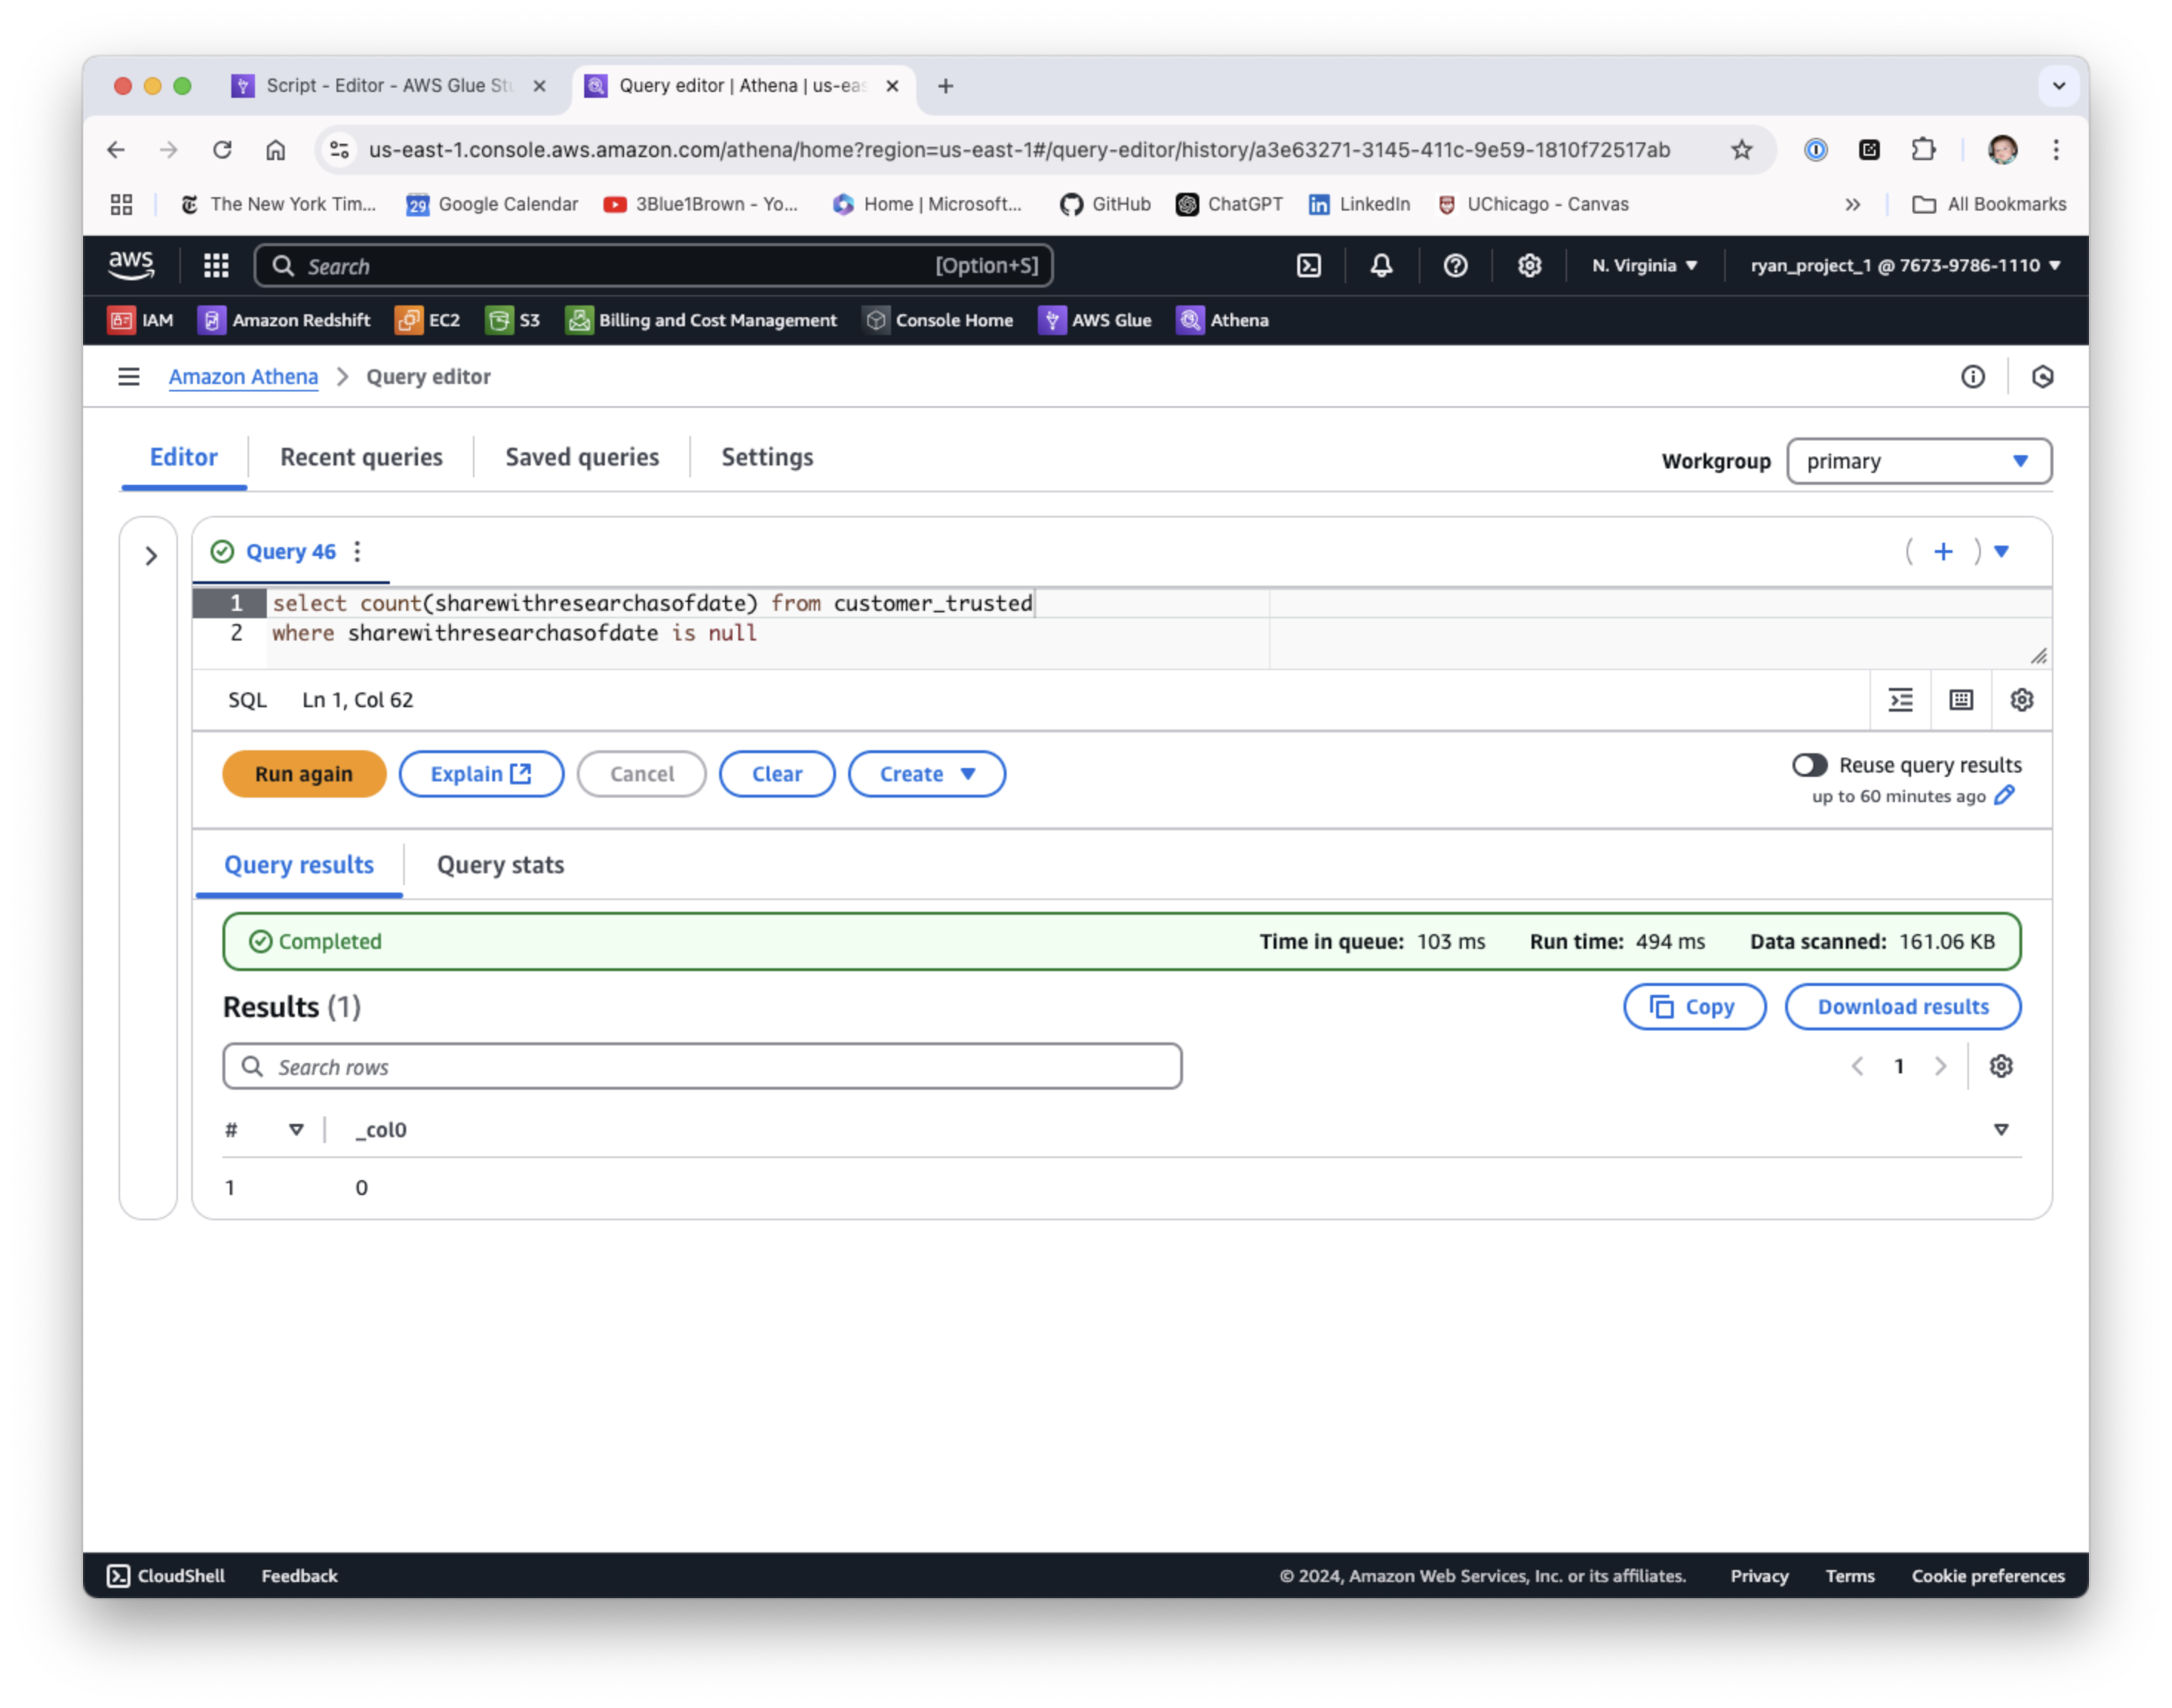 Script - Editor - AWS Glue St
Query editor | Athena | us-eas
us-east-1.console.aws.amazon.com/athena/home?region=us-east-1#/query-editor/history/a3e63271-3145-411c-9e59-1810f72517ab
The New York Tim... 29 Google Calendar 3Blue1Brown - Yo... Home | Microsoft... GitHub ChatGPT LinkedIn UChicago - Canvas All Bookmarks
aws Search [Option+S] N. Virginia ryan_project_1 @ 7673-9786-1110
IAM Amazon Redshift EC2 S3 Billing and Cost Management Console Home AWS Glue Athena
Amazon Athena > Query editor
Editor Recent queries Saved queries Settings Workgroup primary
Query 46
1 select count(sharewithresearchasofdate) from customer_trusted
2 where sharewithresearchasofdate is null
SQL Ln 1, Col 62
Run again Explain Cancel Clear Create Reuse query results
up to 60 minutes ago
Query results Query stats
Completed Time in queue: 103 ms Run time: 494 ms Data scanned: 161.06 KB
Results (1) Copy Download results
Search rows 1
# _col0
1 0
CloudShell Feedback © 2024, Amazon Web Services, Inc. or its affiliates. Privacy Terms Cookie preferences